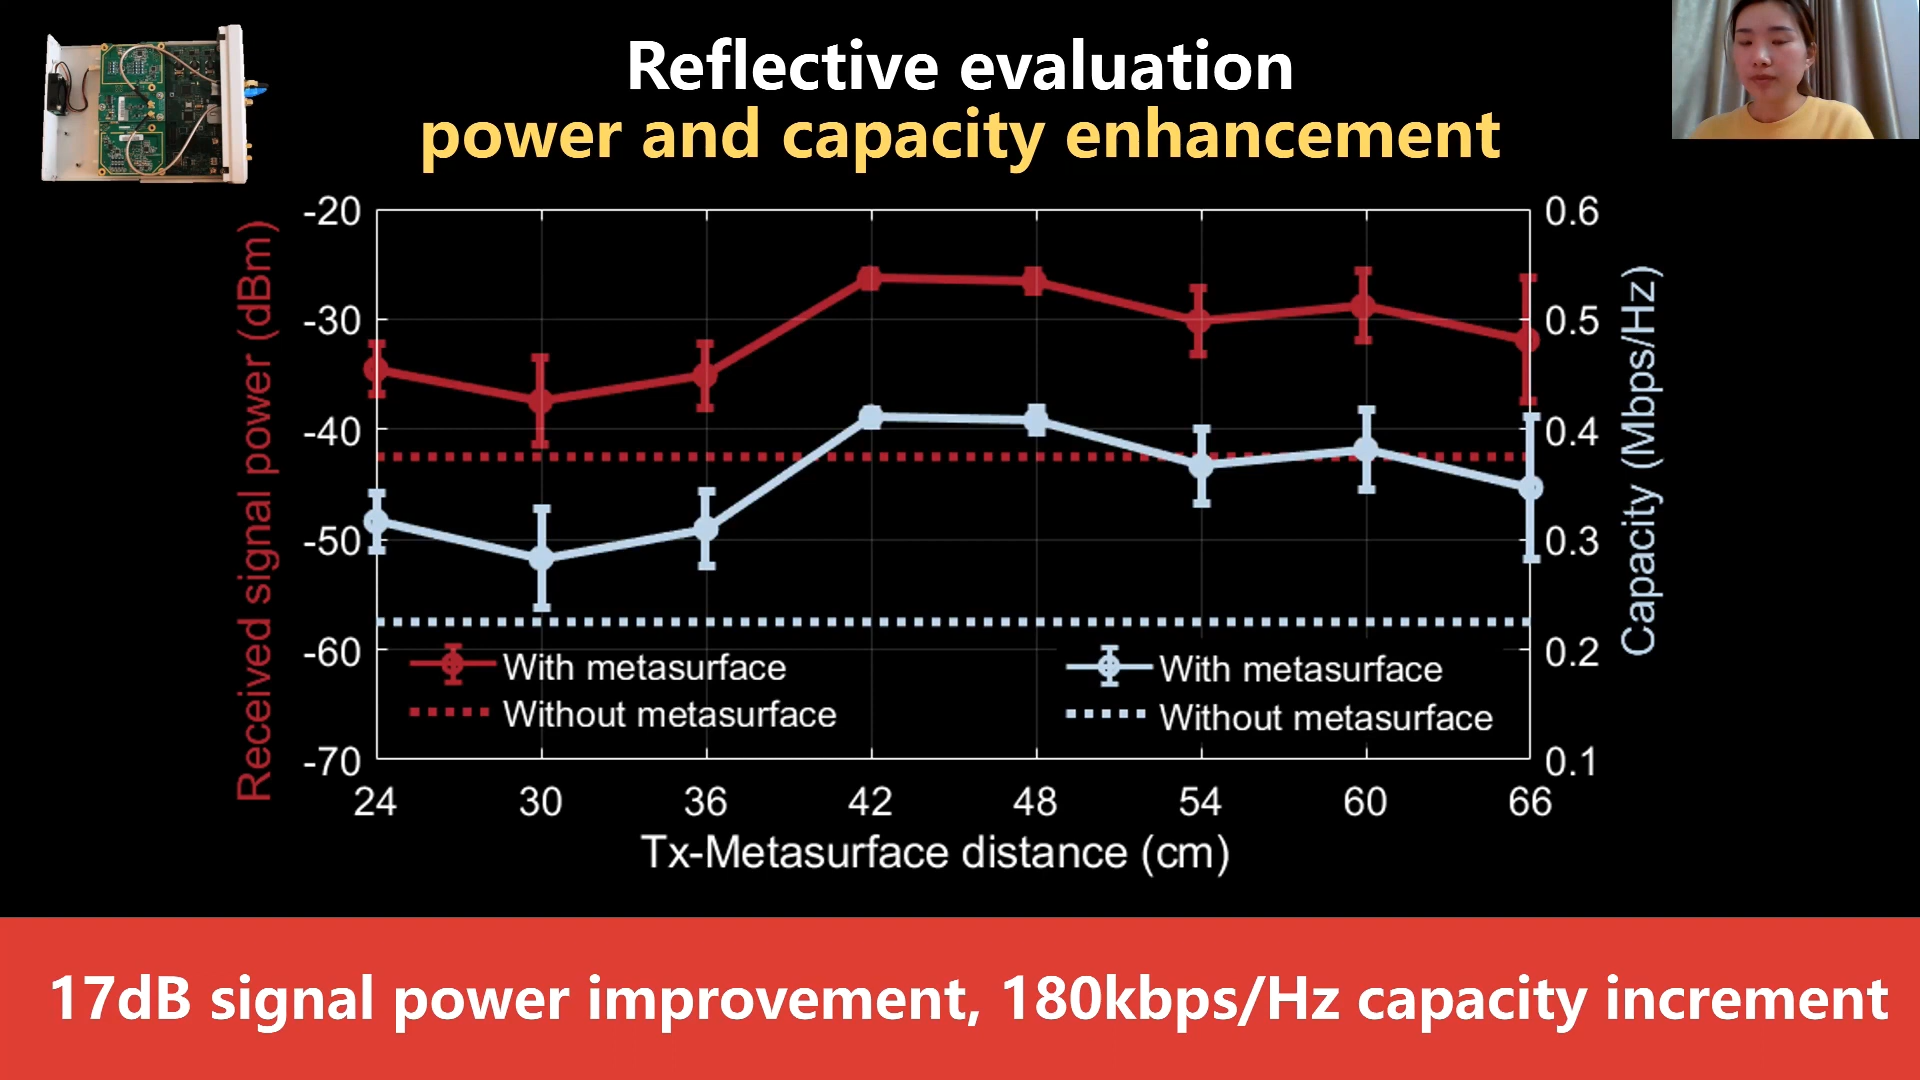 Reflective evaluation
power and capacity enhancement
Received signal power (dBm)
-20
-30
-40
-50
-60
-70
0.6
0.5
0.4
0.3
0.2
0.1
Capacity (Mbps/Hz)
With metasurface
Without metasurface
With metasurface
Without metasurface
24 30 36 42 48 54 60 66
Tx-Metasurface distance (cm)
17dB signal power improvement, 180kbps/Hz capacity increment